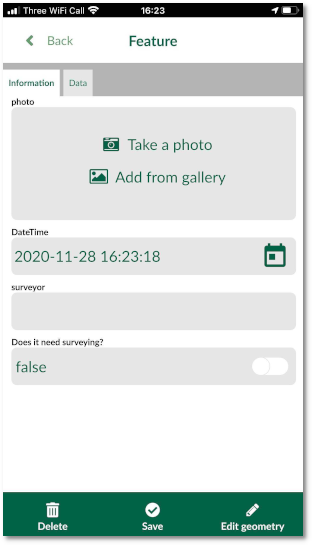 Three WiFi Call 16:23
Back Feature
Information Data
photo
Take a photo
Add from gallery
DateTime
2020-11-28 16:23:18
surveyor
Does it need surveying?
false
Delete Save Edit geometry